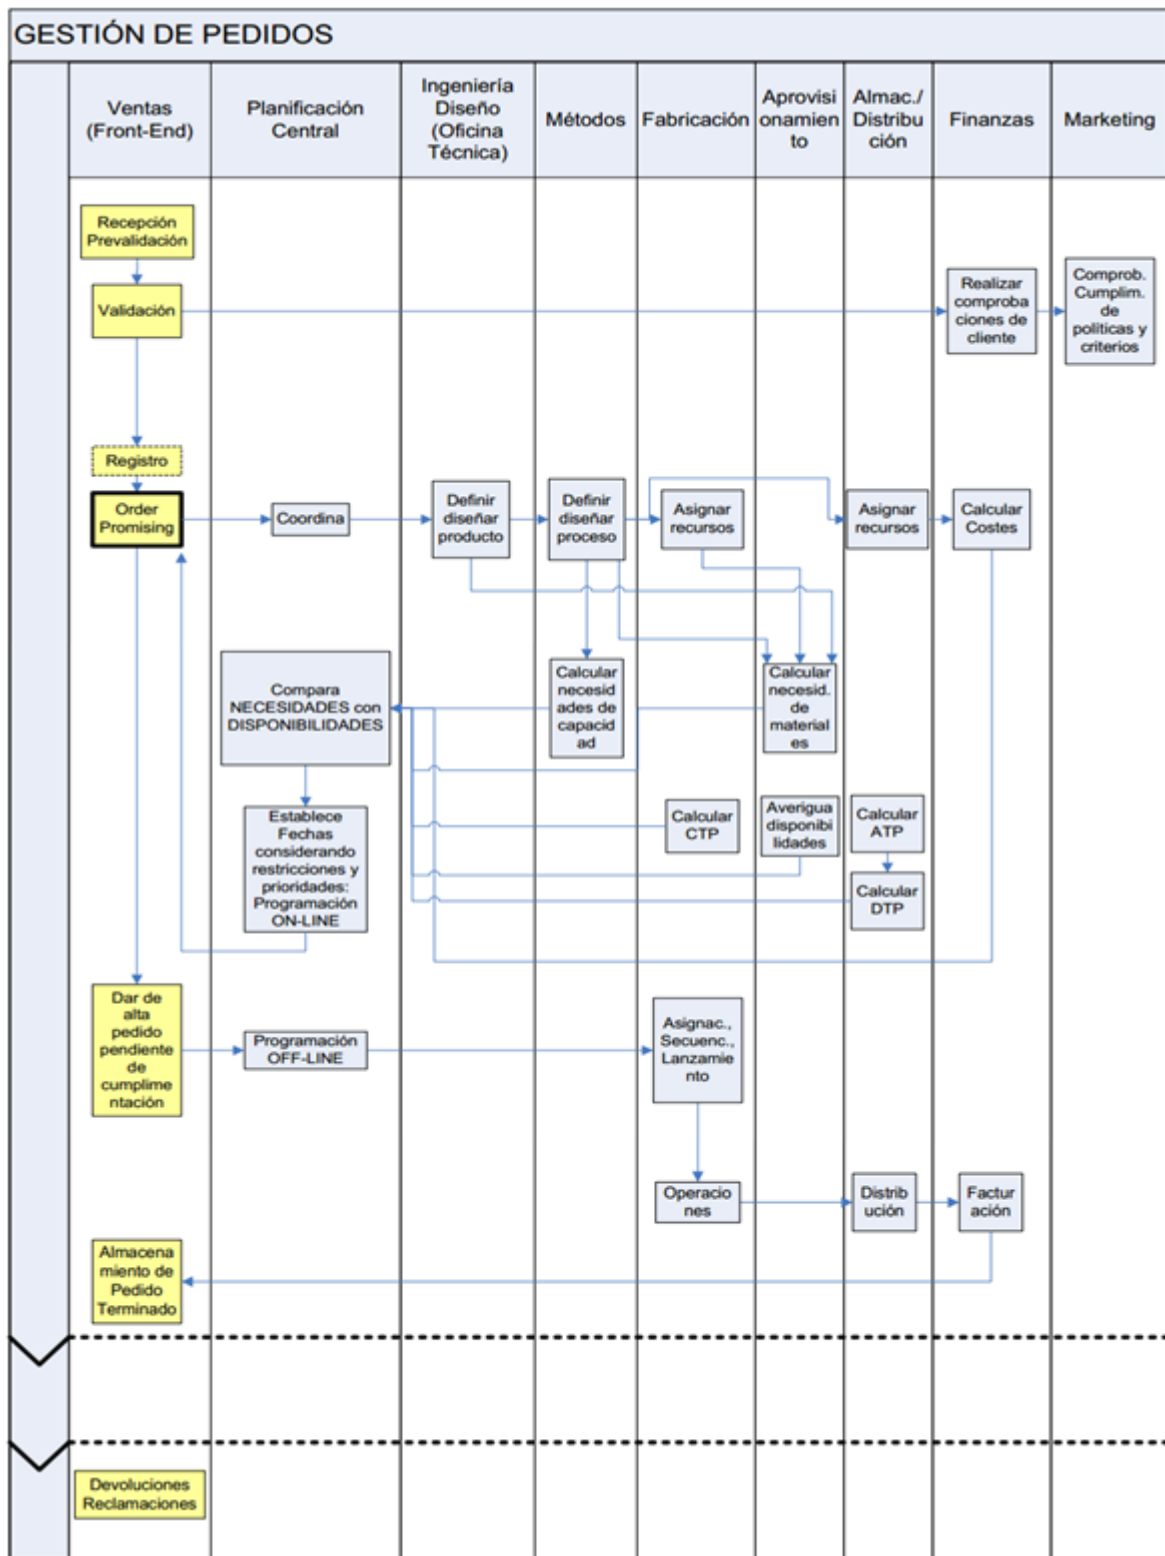 GESTIÓN DE PEDIDOS
Ventas
(Front-End)
Planificación
Central
Ingeniería
Diseño
(Oficina
Técnica)
Métodos
Fabricación
Aprovisi
onamien
to
Almac./
Distribu
ción
Finanzas
Marketing
Recepción
Prevalidación
Validación
Realizar
comproba
ciones de
cliente
Comprob.
Cumplim.
de
políticas y
criterios
Registro
Order
Promising
Coordina
Definir
diseñar
producto
Definir
diseñar
proceso
Asignar
recursos
Asignar
recursos
Calcular
Costes
Compara
NECESIDADES con
DISPONIBILIDADES
Calcular
necesid
ades de
capacid
ad
Calcular
necesid.
de
material
es
Establece
Fechas
considerando
restricciones y
prioridades:
Programación
ON-LINE
Calcular
CTP
Averigua
disponibi
lidades
Calcular
ATP
Calcular
DTP
Dar de
alta
pedido
pendiente
de
cumplime
ntación
Programación
OFF-LINE
Asignac.,
Secuenc.,
Lanzamie
nto
Operacio
nes
Distrib
ución
Factur
ación
Almacena
miento de
Pedido
Terminado
Devoluciones
Reclamaciones